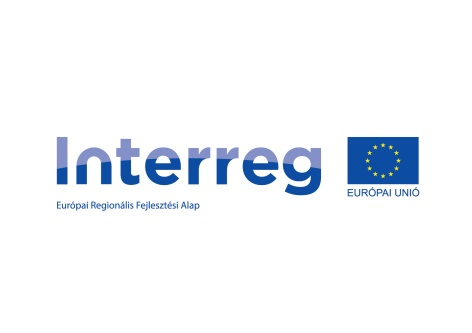 Interreg
EURÓPAI UNIÓ
Európai Regionális Fejlesztési Alap